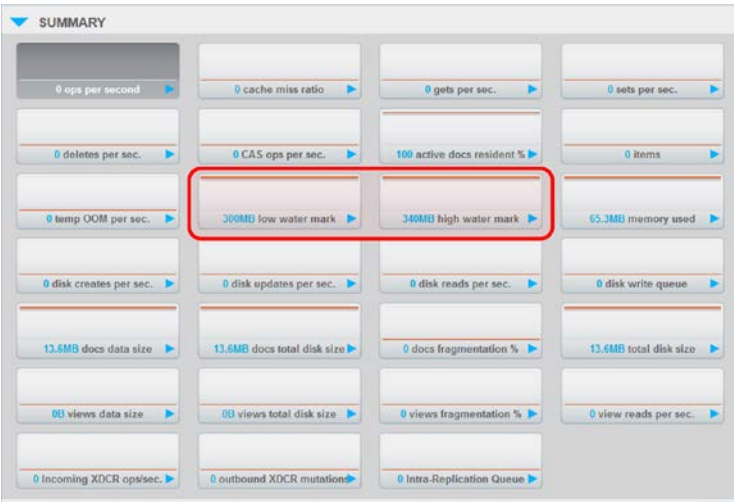 SUMMARY
0 ops per second
0 cache miss ratio
0 gets per sec.
0 sets per sec.
0 deletes per sec.
0 CAS ops per sec.
100 active docs resident %
0 items
0 temp OOM per sec.
300MB low water mark
340MB high water mark
65.3MB memory used
0 disk creates per sec.
0 disk updates per sec.
0 disk reads per sec.
0 disk write queue
13.6MB docs data size
13.6MB docs total disk size
0 docs fragmentation %
13.6MB total disk size
0B views data size
0B views total disk size
0 views fragmentation %
0 view reads per sec.
0 Incoming XDCR ops/sec.
0 outbound XDCR mutations
0 Intra-Replication Queue